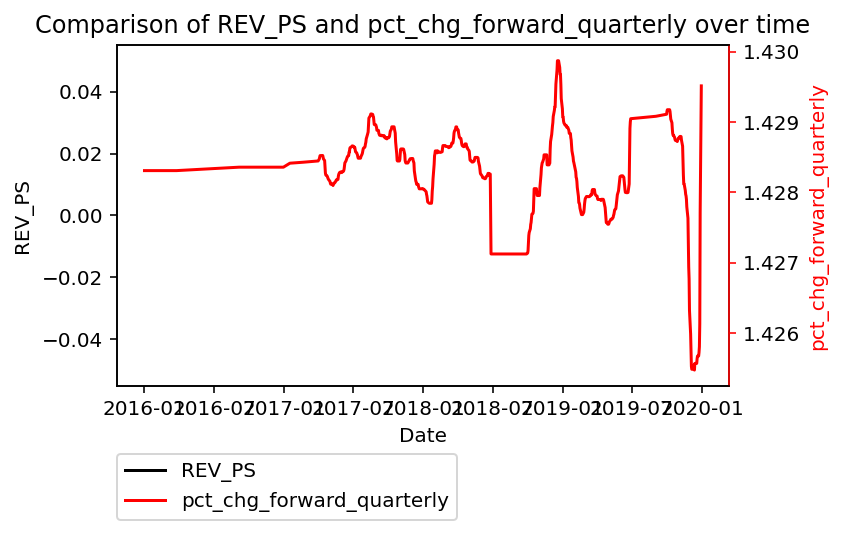 Comparison of REV_PS and pct_chg_forward_quarterly over time
REV_PS
0.04
0.02
0.00
−0.02
−0.04
1.430
1.429
1.428
1.427
1.426
pct_chg_forward_quarterly
2016-01 2016-07 2017-01 2017-07 2018-01 2018-07 2019-01 2019-07 2020-01
Date
REV_PS
pct_chg_forward_quarterly